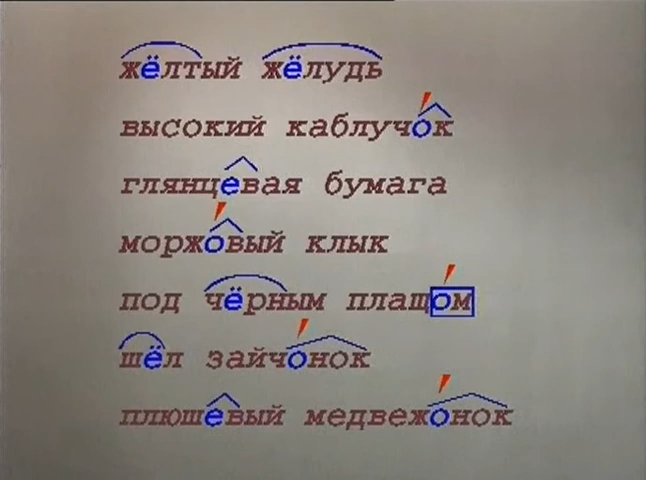 жёлтый жёлудь
высокий каблучок
глянцевая бумага
моржовый клык
под чёрным плащом
шёл зайчонок
плюшевый медвежонок